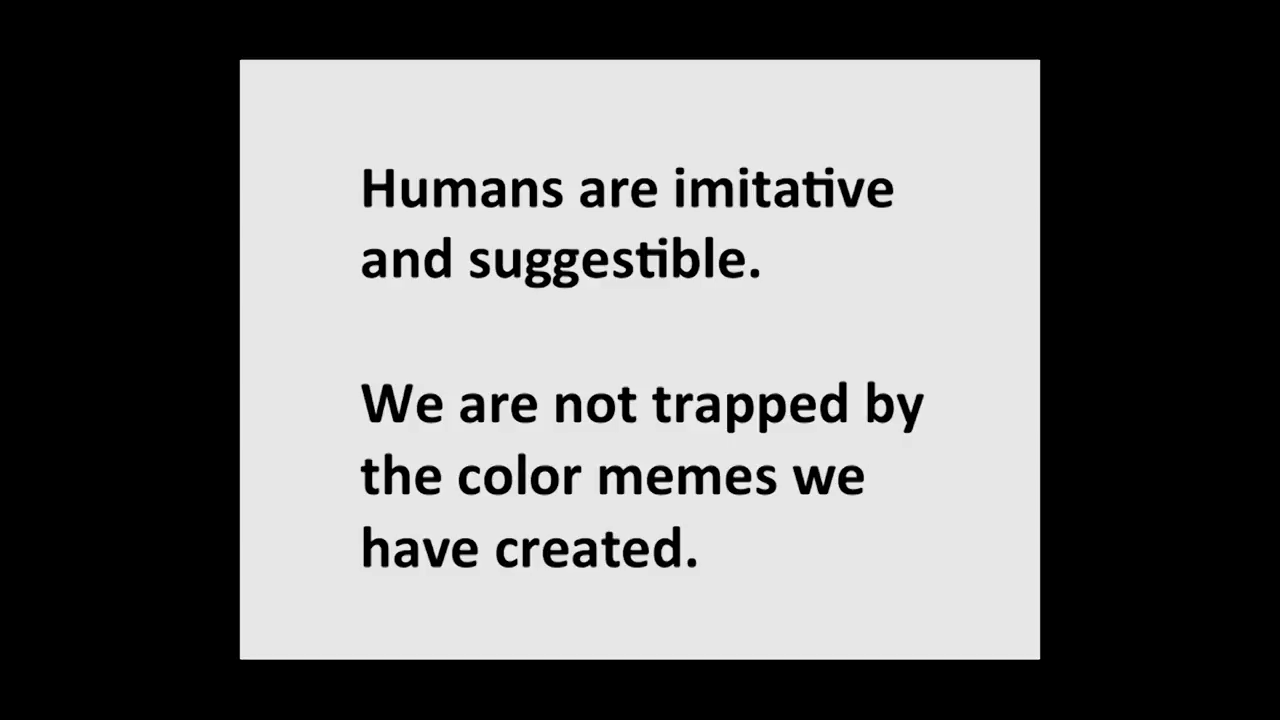 Humans are imitative
and suggestible.
We are not trapped by
the color memes we
have created.